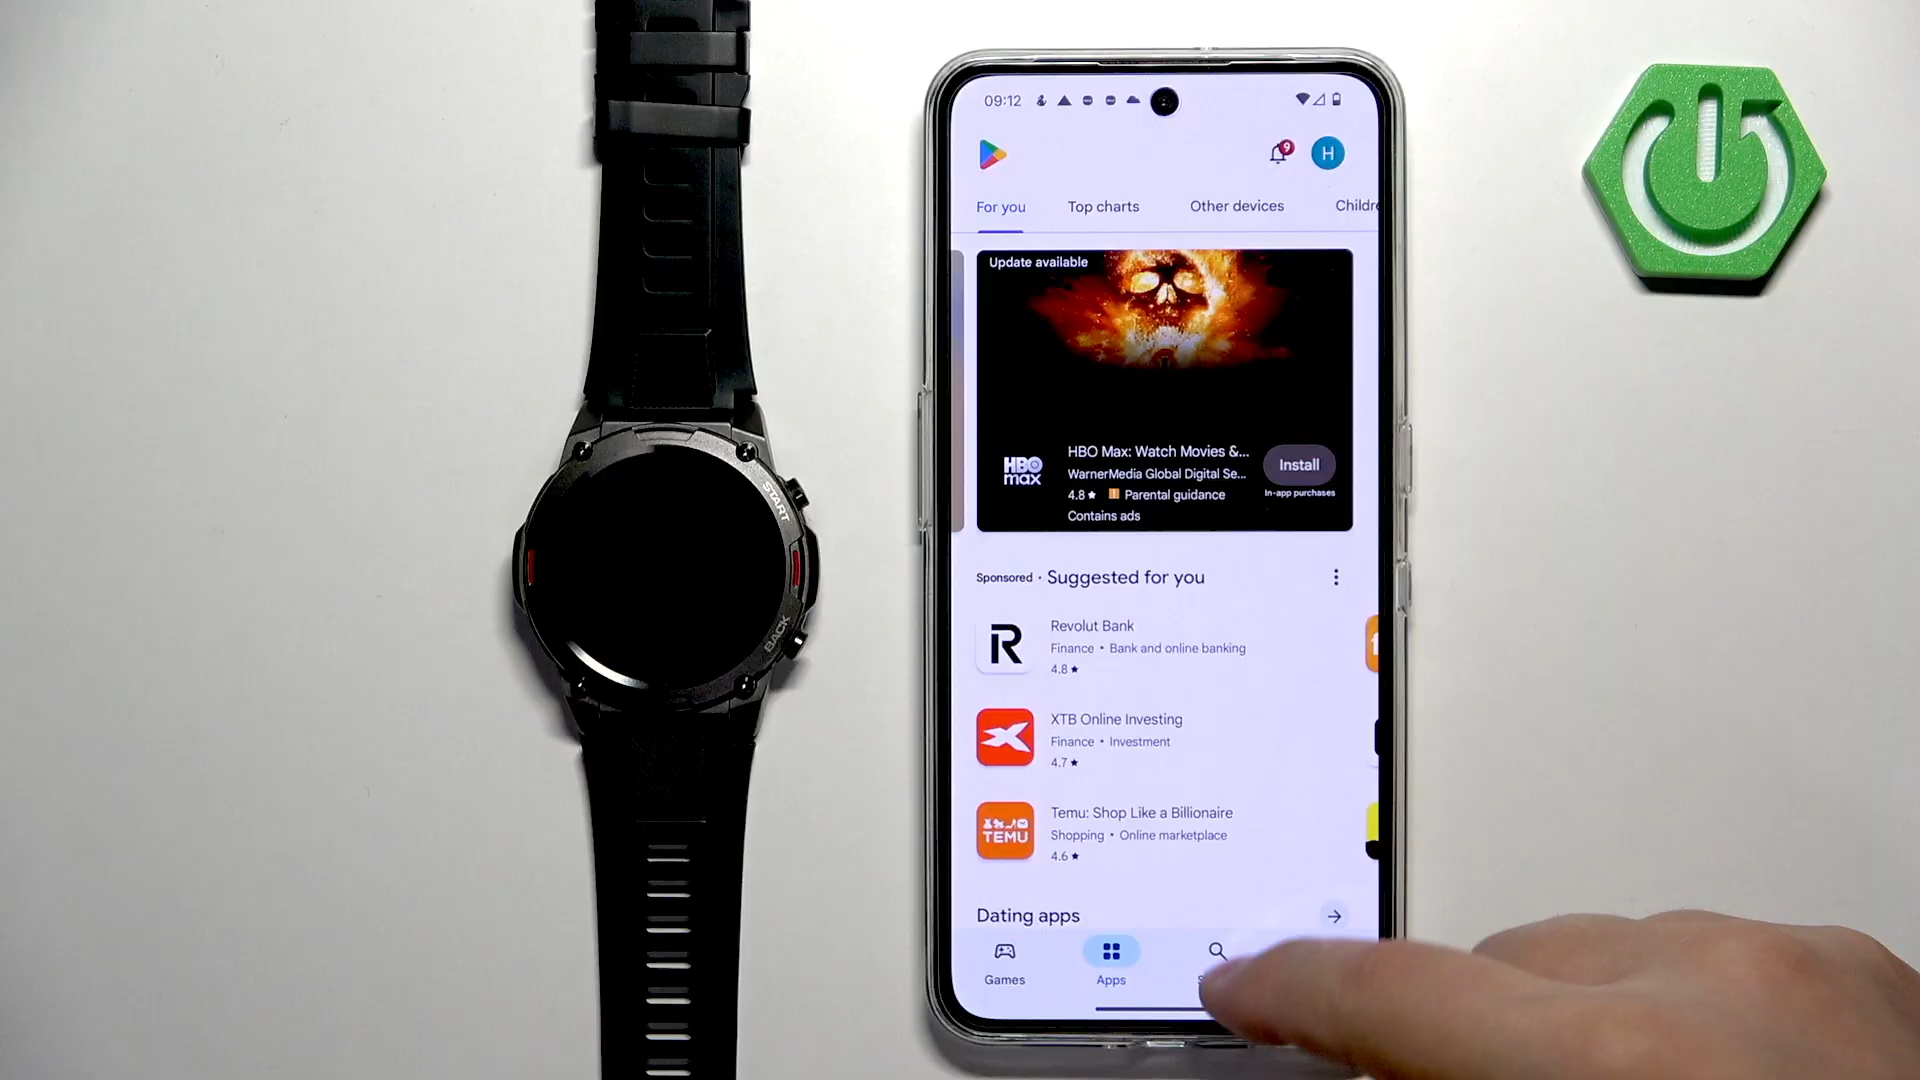 START
BACK
09:12
9
H
For you
Top charts
Other devices
Childre
Update available
HBO
max
HBO Max: Watch Movies &...
WarnerMedia Global Digital Se...
4.8★
Parental guidance
Contains ads
Install
In-app purchases
Sponsored · Suggested for you
Revolut Bank
Finance • Bank and online banking
4.8★
XTB Online Investing
Finance • Investment
4.7★
TEMU
Temu: Shop Like a Billionaire
Shopping • Online marketplace
4.6★
Dating apps
Games
Apps